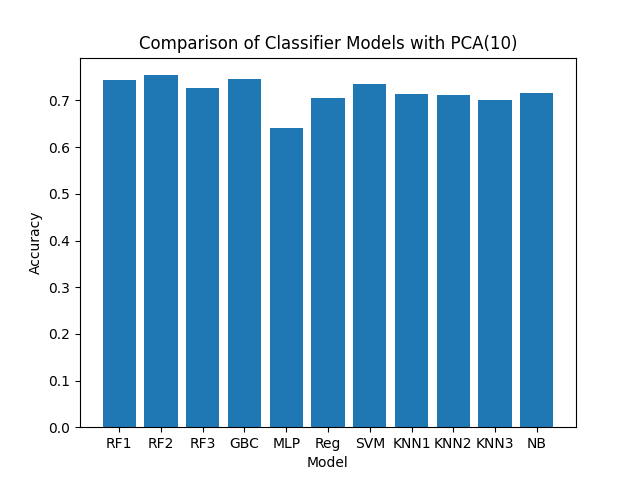 Comparison of Classifier Models with PCA(10)
Accuracy
0.7
0.6
0.5
0.4
0.3
0.2
0.1
0.0
RF1 RF2 RF3 GBC MLP Reg SVM KNN1 KNN2 KNN3 NB
Model